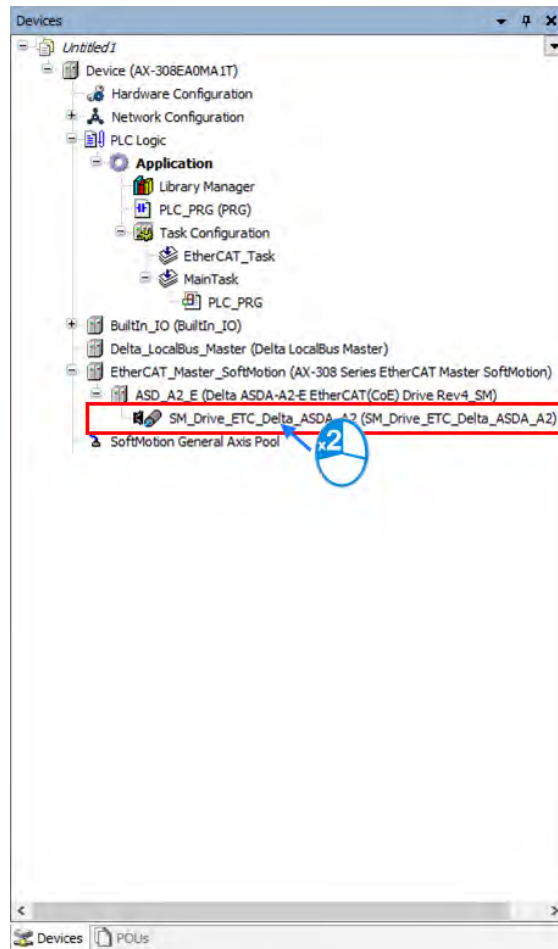 Devices
Untitled1
Device (AX-308EA0MA1T)
Hardware Configuration
Network Configuration
PLC Logic
Application
Library Manager
PLC_PRG (PRG)
Task Configuration
EtherCAT_Task
MainTask
PLC_PRG
BuiltIn_IO (BuiltIn_IO)
Delta_LocalBus_Master (Delta LocalBus Master)
EtherCAT_Master_SoftMotion (AX-308 Series EtherCAT Master SoftMotion)
ASD_A2_E (Delta ASDA-A2-E EtherCAT(CoE) Drive Rev4_SM)
SM_Drive_ETC_Delta_ASDA_A2 (SM_Drive_ETC_Delta_ASDA_A2)
x2
SoftMotion General Axis Pool
Devices POUs